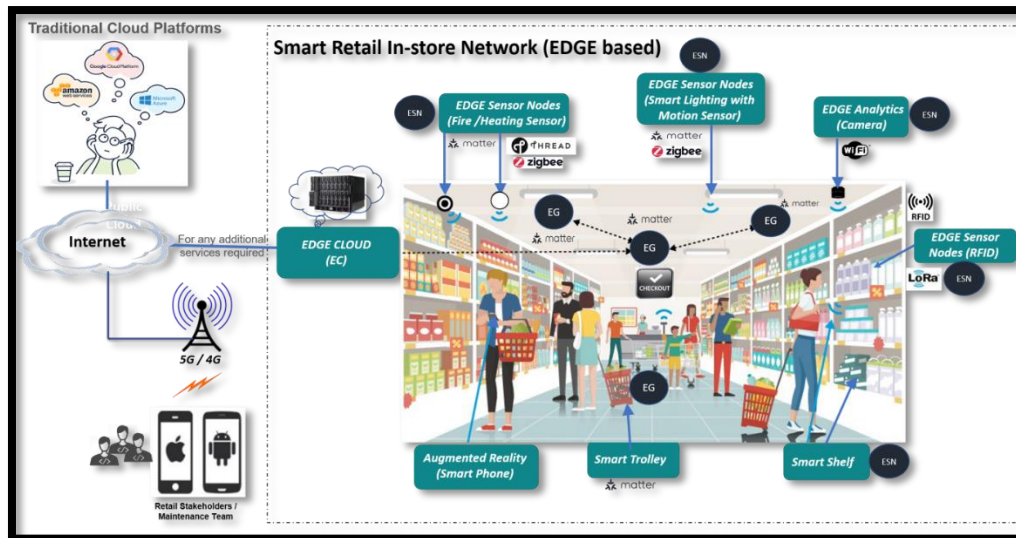 Traditional Cloud Platforms
Google Cloud Platform
amazon
web services
Microsoft
Azure
Public
Cloud
Internet
For any additional
services required
5G / 4G
Retail Stakeholders /
Maintenance Team
Smart Retail In-store Network (EDGE based)
ESN
EDGE Sensor Nodes
(Fire /Heating Sensor)
matter
THREAD
zigbee
ESN
EDGE Sensor Nodes
(Smart Lighting with
Motion Sensor)
matter
zigbee
EDGE Analytics
(Camera)
ESN
WiFi
EDGE CLOUD
(EC)
EG
matter
EG
matter
EG
matter
CHECKOUT
RFID
EDGE Sensor
Nodes (RFID)
LoRa
ESN
EG
Augmented Reality
(Smart Phone)
Smart Trolley
matter
Smart Shelf
ESN